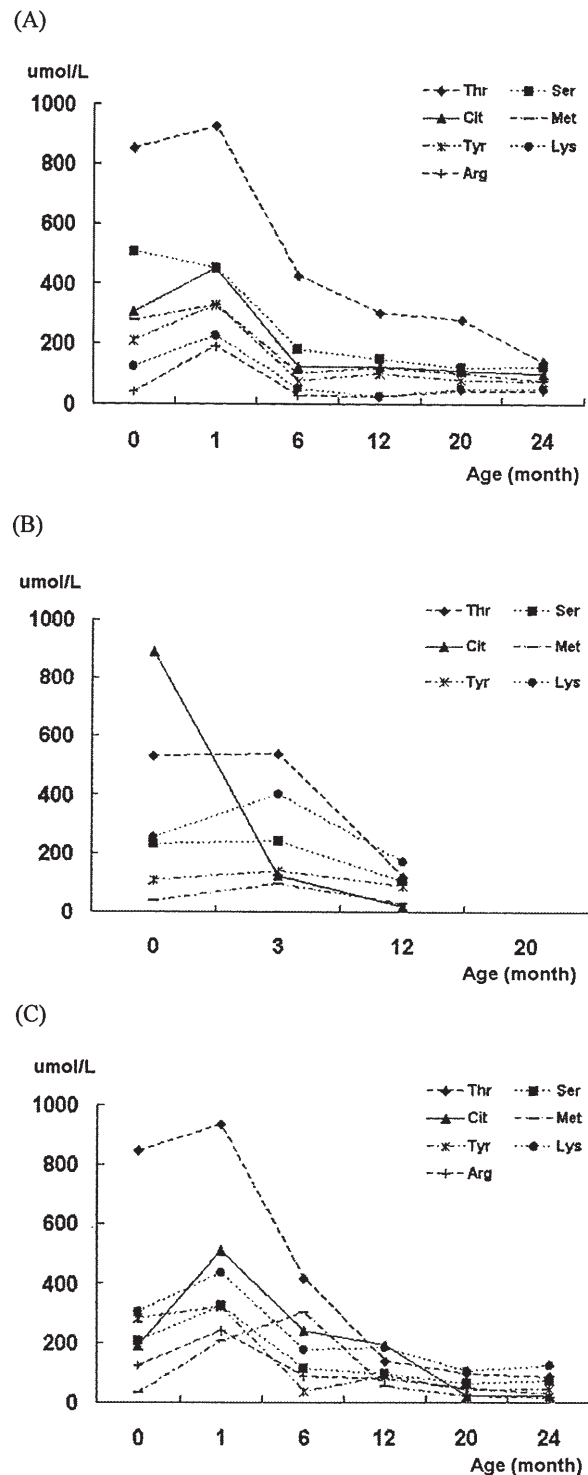 (A)
umol/L
1000
800
600
400
200
0
Thr Ser
Cit Met
Tyr Lys
Arg
0 1 6 12 20 24
Age (month)
(B)
umol/L
1000
800
600
400
200
0
Thr Ser
Cit Met
Tyr Lys
0 3 12 20
Age (month)
(C)
umol/L
1000
800
600
400
200
0
Thr Ser
Cit Met
Tyr Lys
Arg
0 1 6 12 20 24
Age (month)